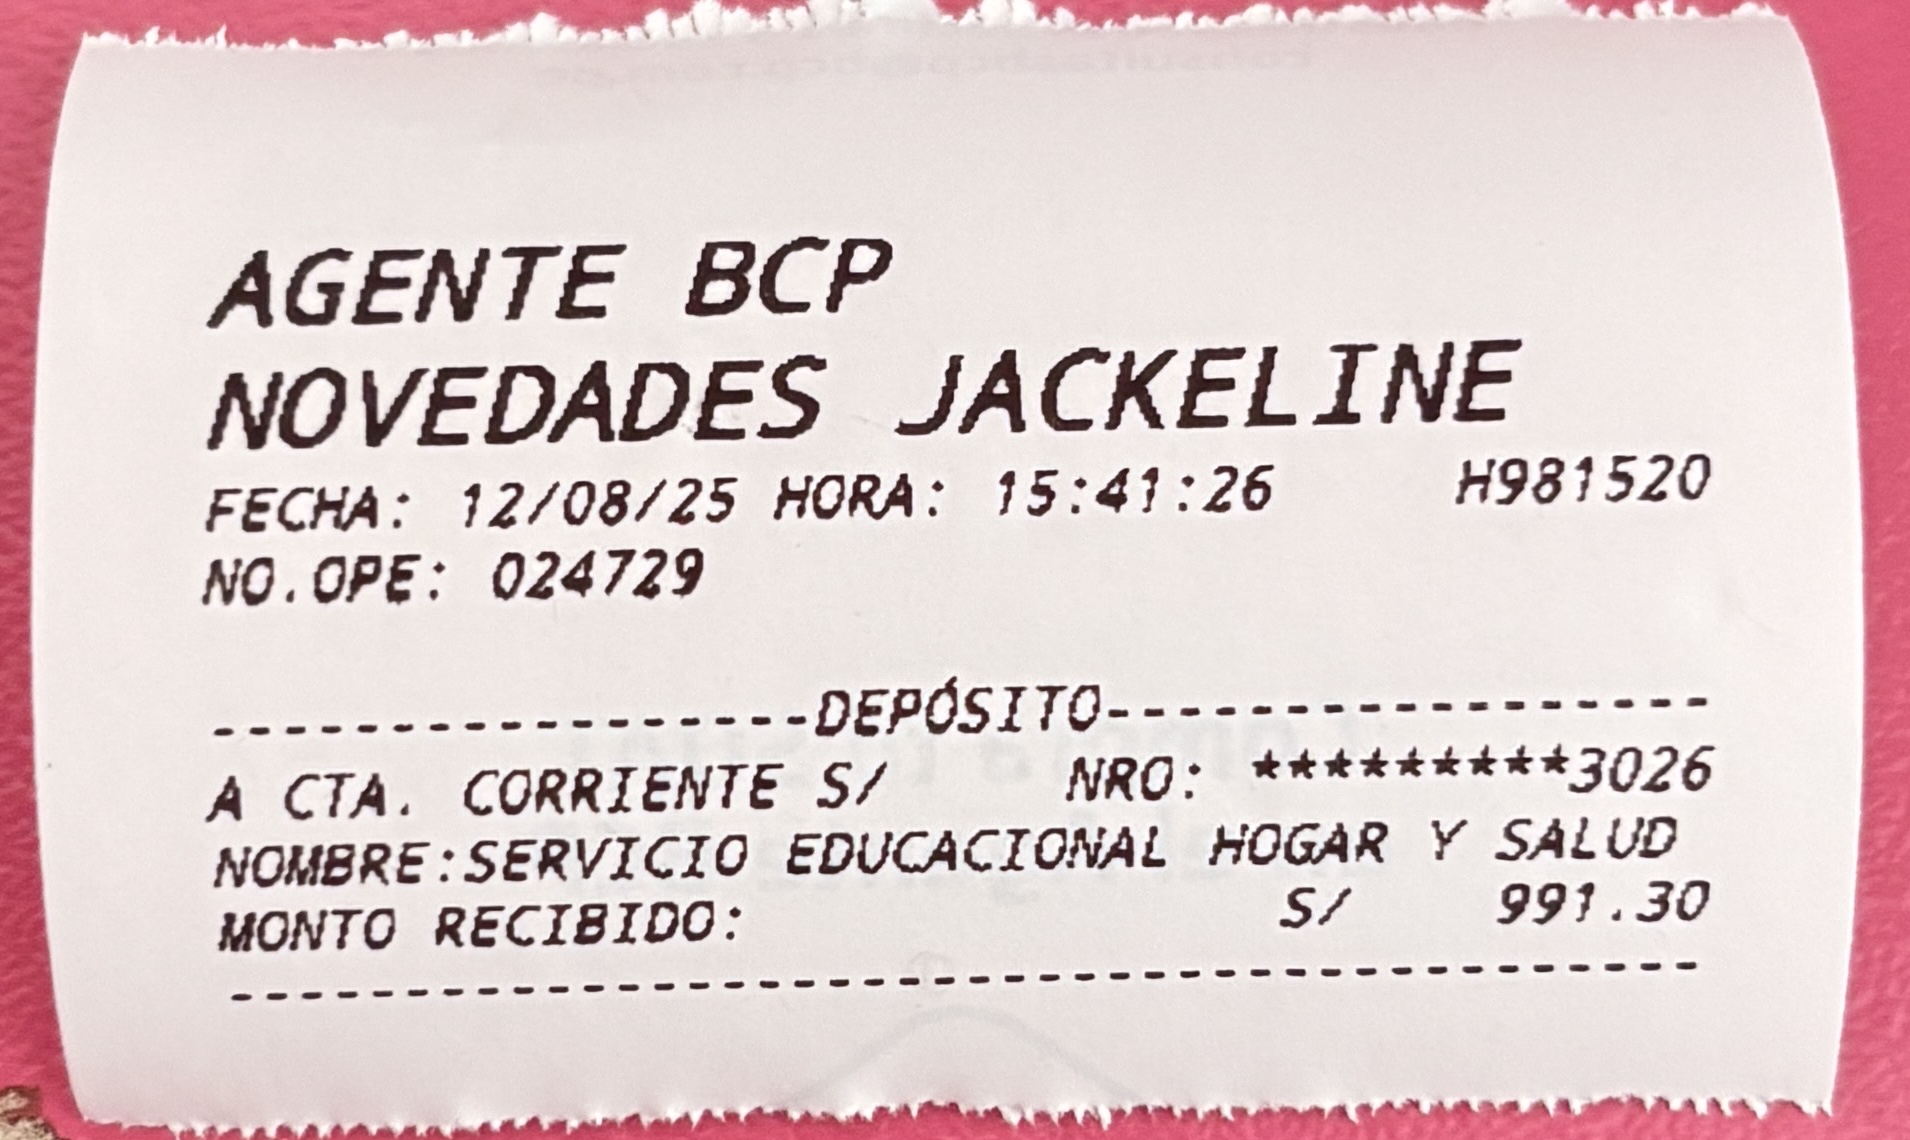 AGENTE BCP
NOVEDADES JACKELINE
FECHA: 12/08/25 HORA: 15:41:26 H981520
NO.OPE: 024729
-----------------DEPÓSITO-----------------
A CTA. CORRIENTE S/ NRO: *********3026
NOMBRE:SERVICIO EDUCACIONAL HOGAR Y SALUD
MONTO RECIBIDO: S/ 991.30
------------------------------------------